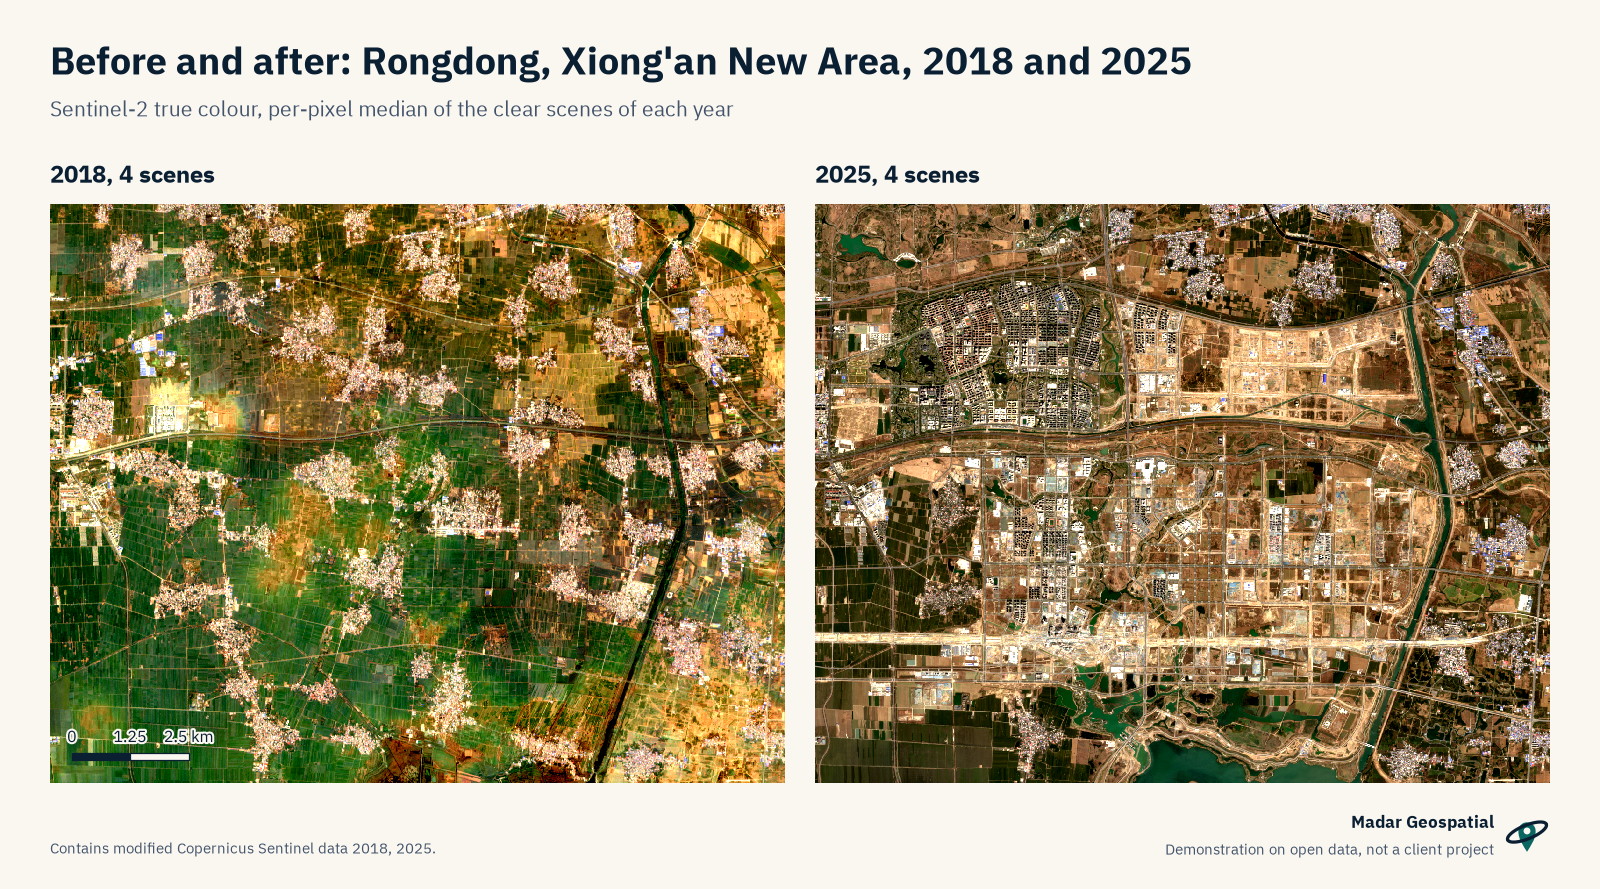 Before and after: Rongdong, Xiong'an New Area, 2018 and 2025
Sentinel-2 true colour, per-pixel median of the clear scenes of each year
2018, 4 scenes
2025, 4 scenes
0 1.25 2.5 km
Madar Geospatial
Contains modified Copernicus Sentinel data 2018, 2025.
Demonstration on open data, not a client project